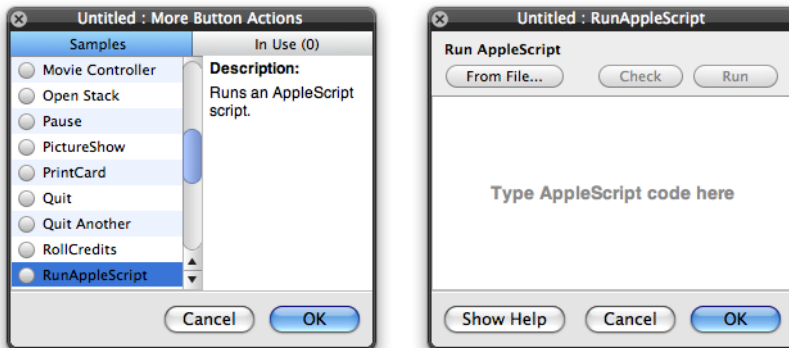 Untitled : More Button Actions
Samples
In Use (0)
Movie Controller
Open Stack
Pause
PictureShow
PrintCard
Quit
Quit Another
RollCredits
RunAppleScript
Description:
Runs an AppleScript
script.
Cancel
OK
Untitled : RunAppleScript
Run AppleScript
From File...
Check
Run
Type AppleScript code here
Show Help
Cancel
OK